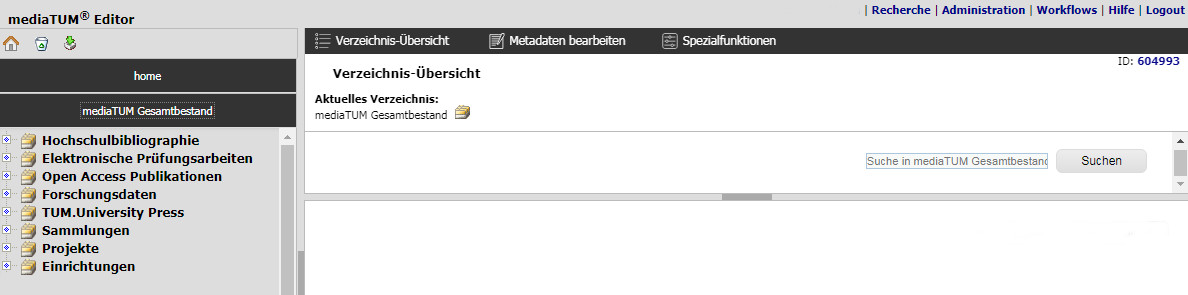 mediaTUM® Editor
| Recherche | Administration | Workflows | Hilfe | Logout
home
mediaTUM Gesamtbestand
Hochschulbibliographie
Elektronische Prüfungsarbeiten
Open Access Publikationen
Forschungsdaten
TUM.University Press
Sammlungen
Projekte
Einrichtungen
Verzeichnis-Übersicht Metadaten bearbeiten Spezialfunktionen
ID: 604993
Verzeichnis-Übersicht
Aktuelles Verzeichnis:
mediaTUM Gesamtbestand
Suche in mediaTUM Gesamtbestand Suchen